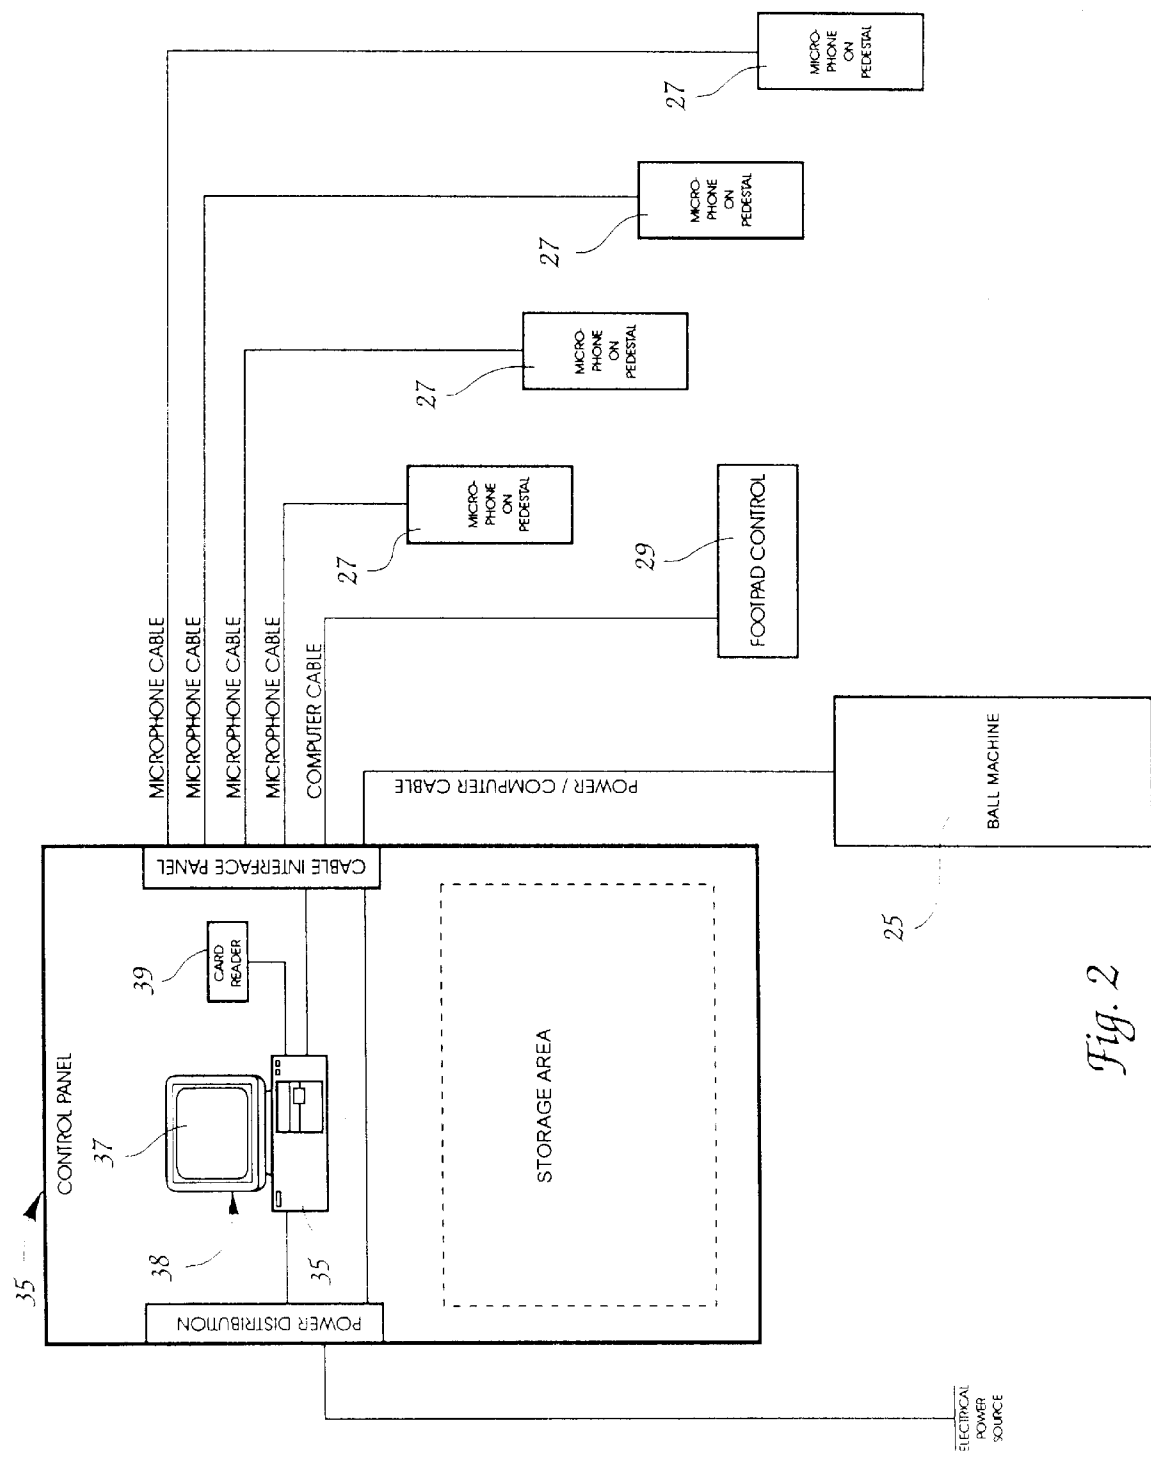 35
CONTROL PANEL
37
38
35
39
CARD
READER
POWER DISTRIBUTION
CABLE INTERFACE PANEL
STORAGE AREA
ELECTRICAL
POWER
SOURCE
MICROPHONE CABLE
MICROPHONE CABLE
MICROPHONE CABLE
MICROPHONE CABLE
COMPUTER CABLE
POWER / COMPUTER CABLE
27
MICRO-
PHONE
ON
PEDESTAL
27
MICRO-
PHONE
ON
PEDESTAL
27
MICRO-
PHONE
ON
PEDESTAL
27
MICRO-
PHONE
ON
PEDESTAL
29
FOOTPAD CONTROL
25
BALL MACHINE
Fig. 2